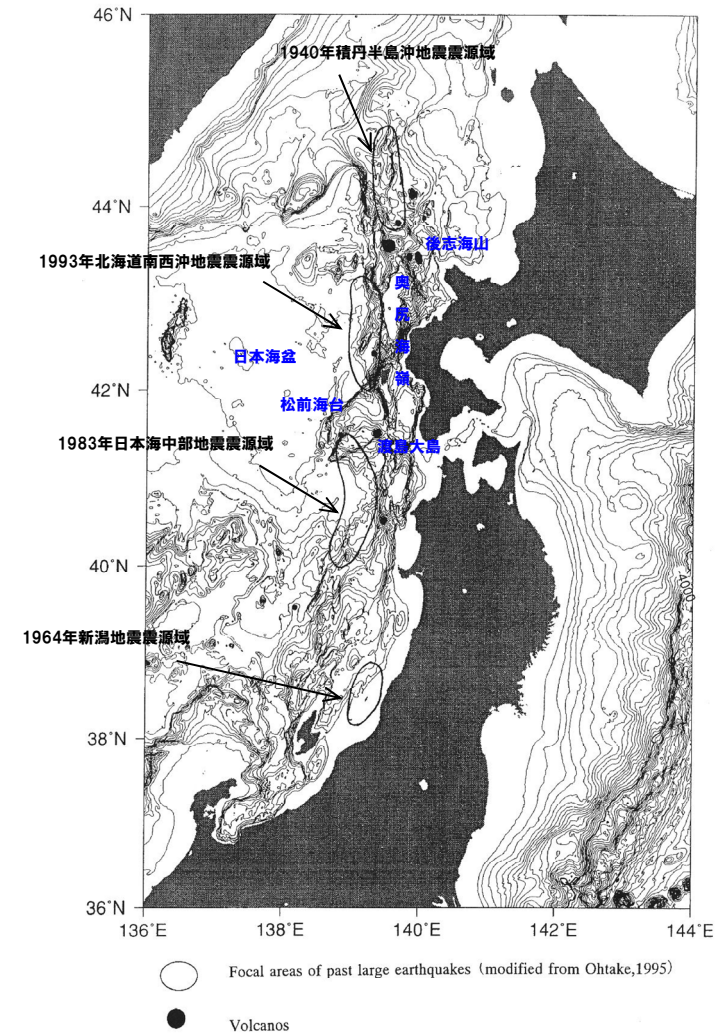 46°N
1940年積丹半島沖地震震源域
44°N
後志海山
1993年北海道南西沖地震震源域
奥尻海嶺
日本海盆
42°N
松前海台
1983年日本海中部地震震源域
渡島大島
40°N
4000
1964年新潟地震震源域
38°N
36°N
136°E
138°E
140°E
142°E
144°E
Focal areas of past large earthquakes (modified from Ohtake,1995)
Volcanos